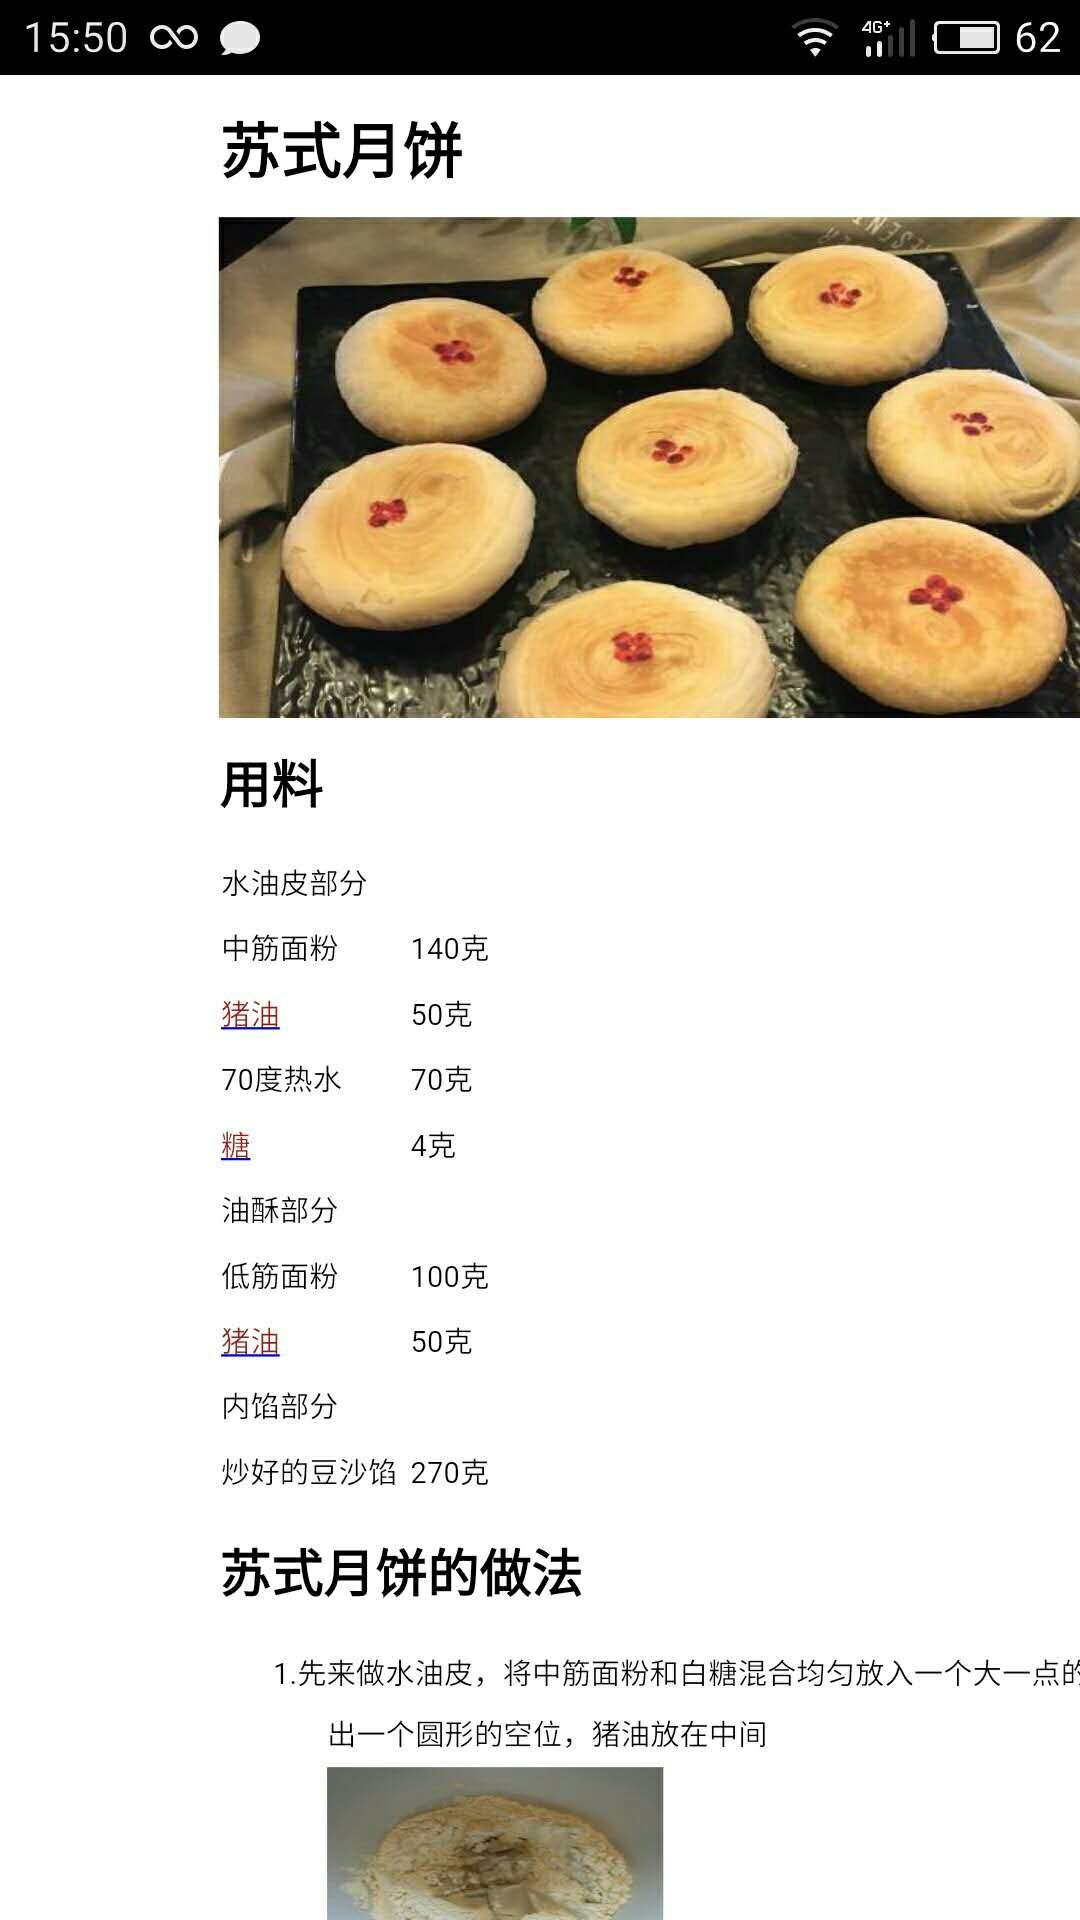 15:50 4G+ 62
苏式月饼
用料
水油皮部分
中筋面粉 140克
猪油 50克
70度热水 70克
糖 4克
油酥部分
低筋面粉 100克
猪油 50克
内馅部分
炒好的豆沙馅 270克
苏式月饼的做法
1.先来做水油皮，将中筋面粉和白糖混合均匀放入一个大一点的
出一个圆形的空位，猪油放在中间